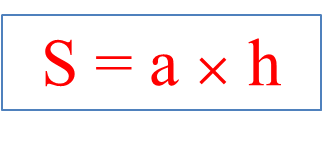 S = a × h